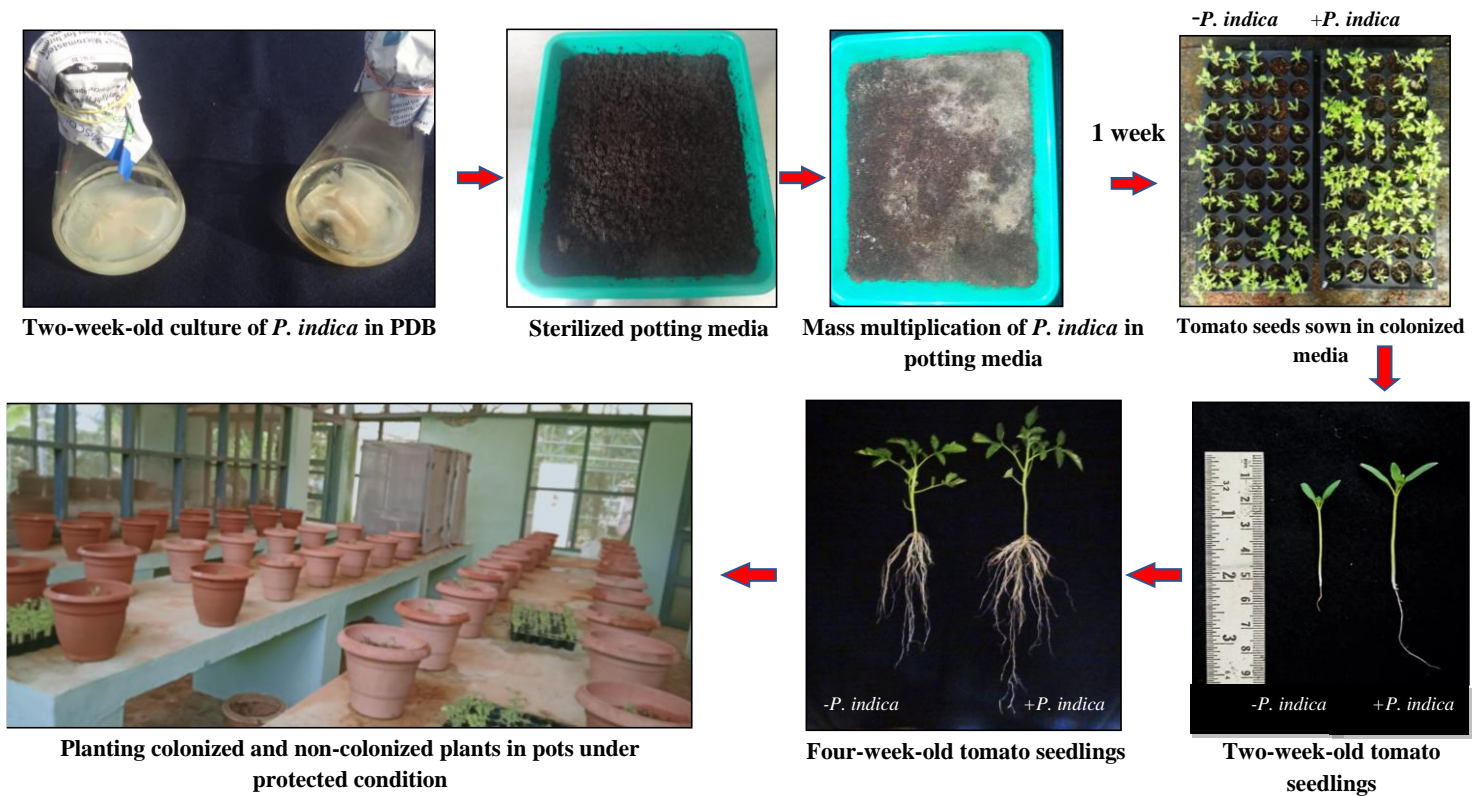 -P. indica +P. indica
1 week
Two-week-old culture of P. indica in PDB
Sterilized potting media
Mass multiplication of P. indica in
potting media
Tomato seeds sown in colonized
media
-P. indica +P. indica
-P. indica +P. indica
Planting colonized and non-colonized plants in pots under
protected condition
Four-week-old tomato seedlings
Two-week-old tomato
seedlings